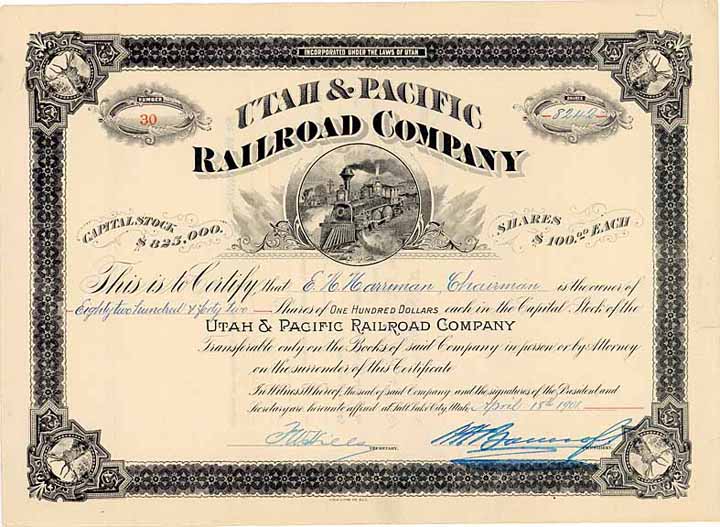 INCORPORATED UNDER THE LAWS OF UTAH
NUMBER
30
SHARES
8242
UTAH & PACIFIC
RAILROAD COMPANY
CAPITAL STOCK
$ 825,000.
SHARES
$ 100.00 EACH
This is to Certify that E. H. Harriman, Chairman is the owner of
Eighty two hundred & forty two Shares of ONE HUNDRED DOLLARS each in the Capital Stock of the
UTAH & PACIFIC RAILROAD COMPANY
Transferable only on the Books of said Company in person or by Attorney
on the surrender of this Certificate
In Witness Whereof, the seal of said Company and the signatures of the President and
Secretary are hereunto affixed at Salt Lake City, Utah, April 15th 1901
SECRETARY.
PRESIDENT.